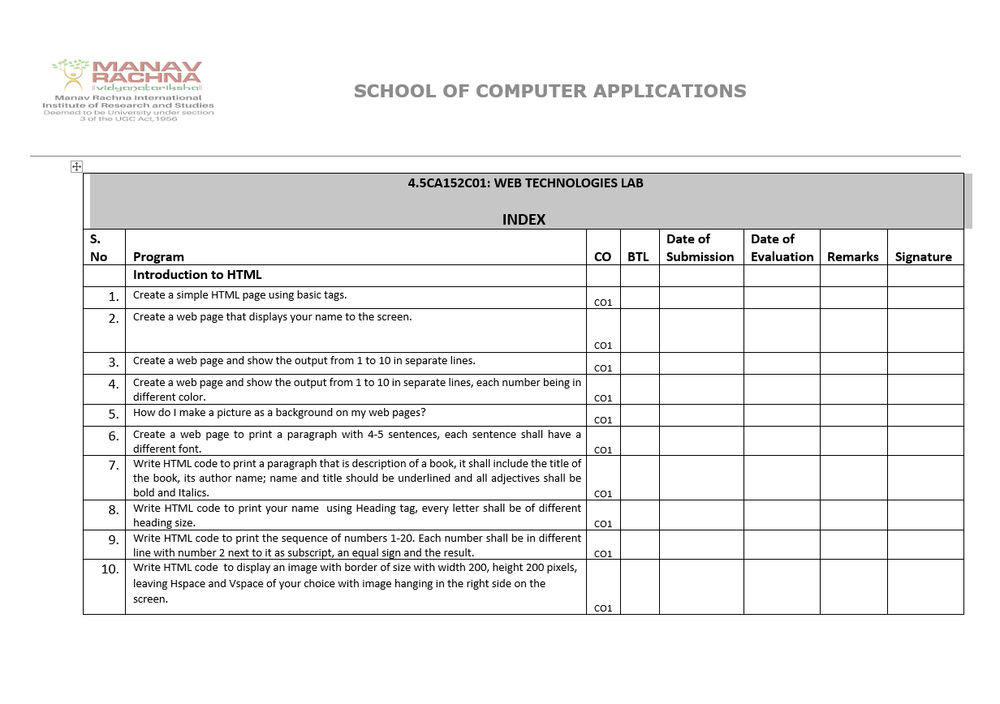 MANAV
RACHNA
vidyanatariksha
Manav Rachna International
Institute of Research and Studies
Deemed to be University under section
3 of the UGC Act, 1956
SCHOOL OF COMPUTER APPLICATIONS
4.5CA152C01: WEB TECHNOLOGIES LAB
INDEX
S. No Program CO BTL Date of Submission Date of Evaluation Remarks Signature
Introduction to HTML
1. Create a simple HTML page using basic tags. CO1
2. Create a web page that displays your name to the screen. CO1
3. Create a web page and show the output from 1 to 10 in separate lines. CO1
4. Create a web page and show the output from 1 to 10 in separate lines, each number being in
different color. CO1
5. How do I make a picture as a background on my web pages? CO1
6. Create a web page to print a paragraph with 4-5 sentences, each sentence shall have a
different font. CO1
7. Write HTML code to print a paragraph that is description of a book, it shall include the title of
the book, its author name; name and title should be underlined and all adjectives shall be
bold and Italics. CO1
8. Write HTML code to print your name using Heading tag, every letter shall be of different
heading size. CO1
9. Write HTML code to print the sequence of numbers 1-20. Each number shall be in different
line with number 2 next to it as subscript, an equal sign and the result. CO1
10. Write HTML code to display an image with border of size with width 200, height 200 pixels,
leaving Hspace and Vspace of your choice with image hanging in the right side on the
screen. CO1